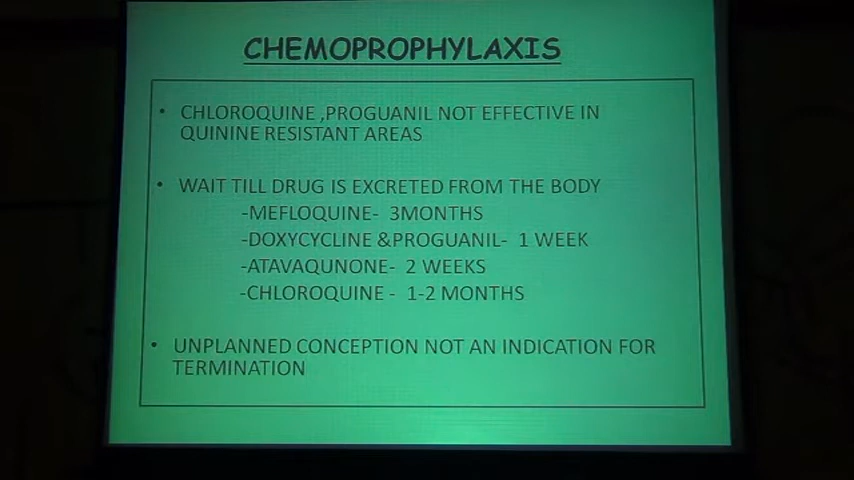 CHEMOPROPHYLAXIS
• CHLOROQUINE ,PROGUANIL NOT EFFECTIVE IN
QUININE RESISTANT AREAS
• WAIT TILL DRUG IS EXCRETED FROM THE BODY
-MEFLOQUINE- 3MONTHS
-DOXYCYCLINE &PROGUANIL- 1 WEEK
-ATAVAQUNONE- 2 WEEKS
-CHLOROQUINE - 1-2 MONTHS
• UNPLANNED CONCEPTION NOT AN INDICATION FOR
TERMINATION